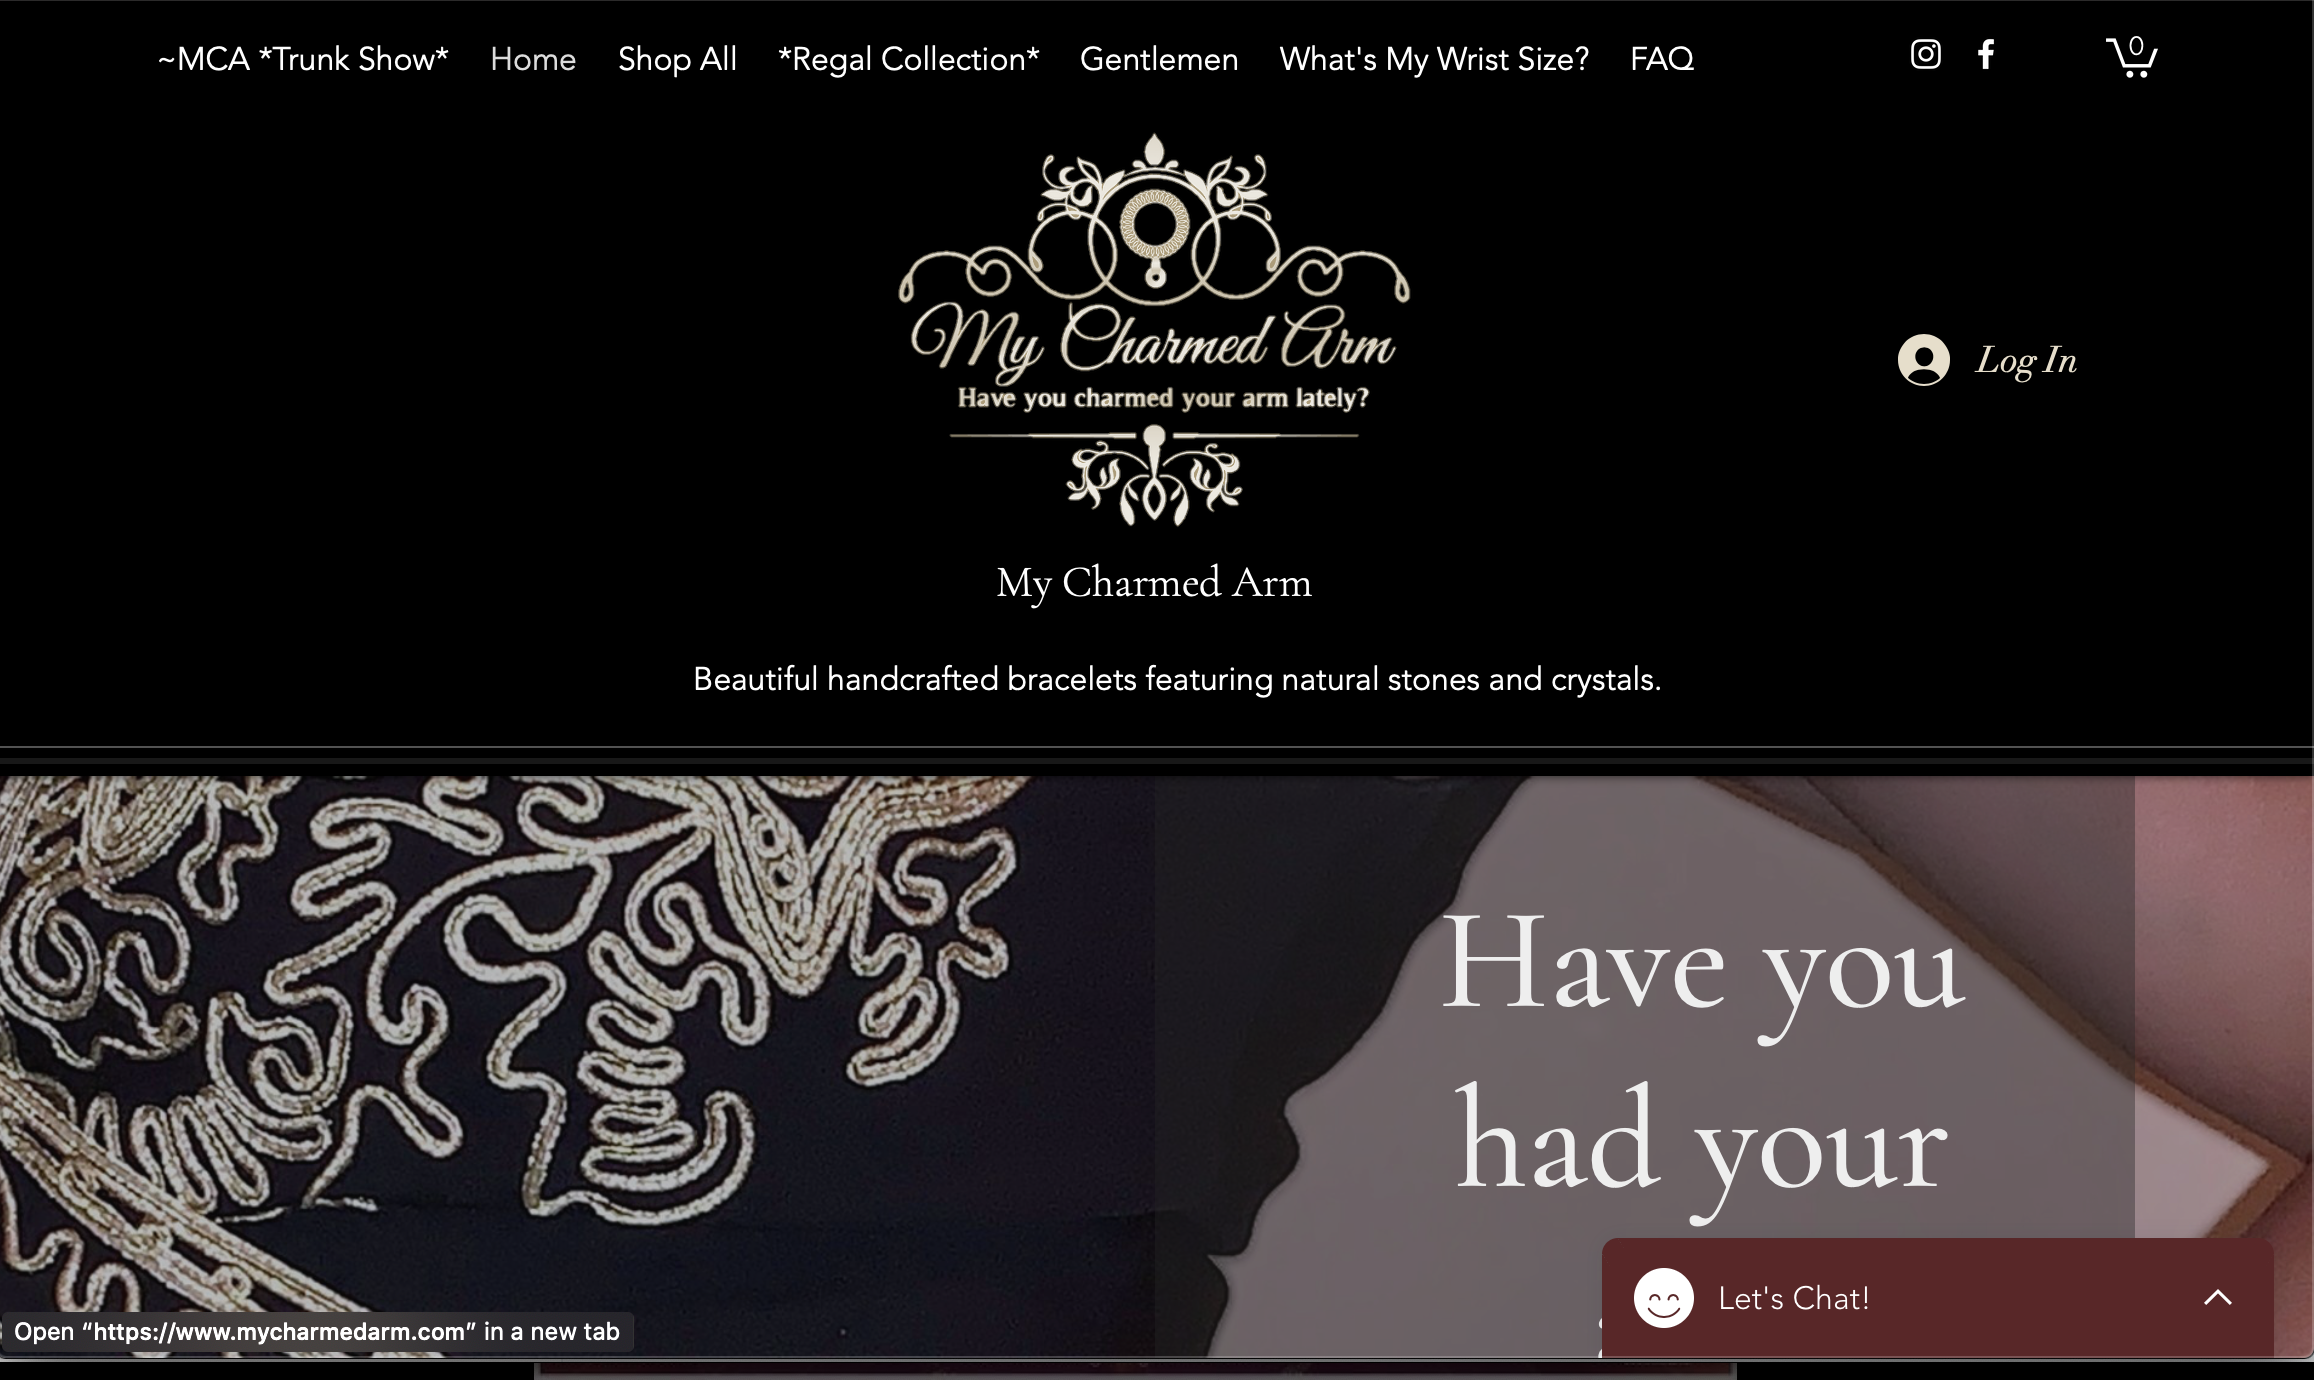 ~MCA *Trunk Show* Home Shop All *Regal Collection* Gentlemen What's My Wrist Size? FAQ 0
My Charmed Arm
Have you charmed your arm lately?
Log In
My Charmed Arm
Beautiful handcrafted bracelets featuring natural stones and crystals.
Have you
had your
Let's Chat!
Open “https://www.mycharmedarm.com” in a new tab